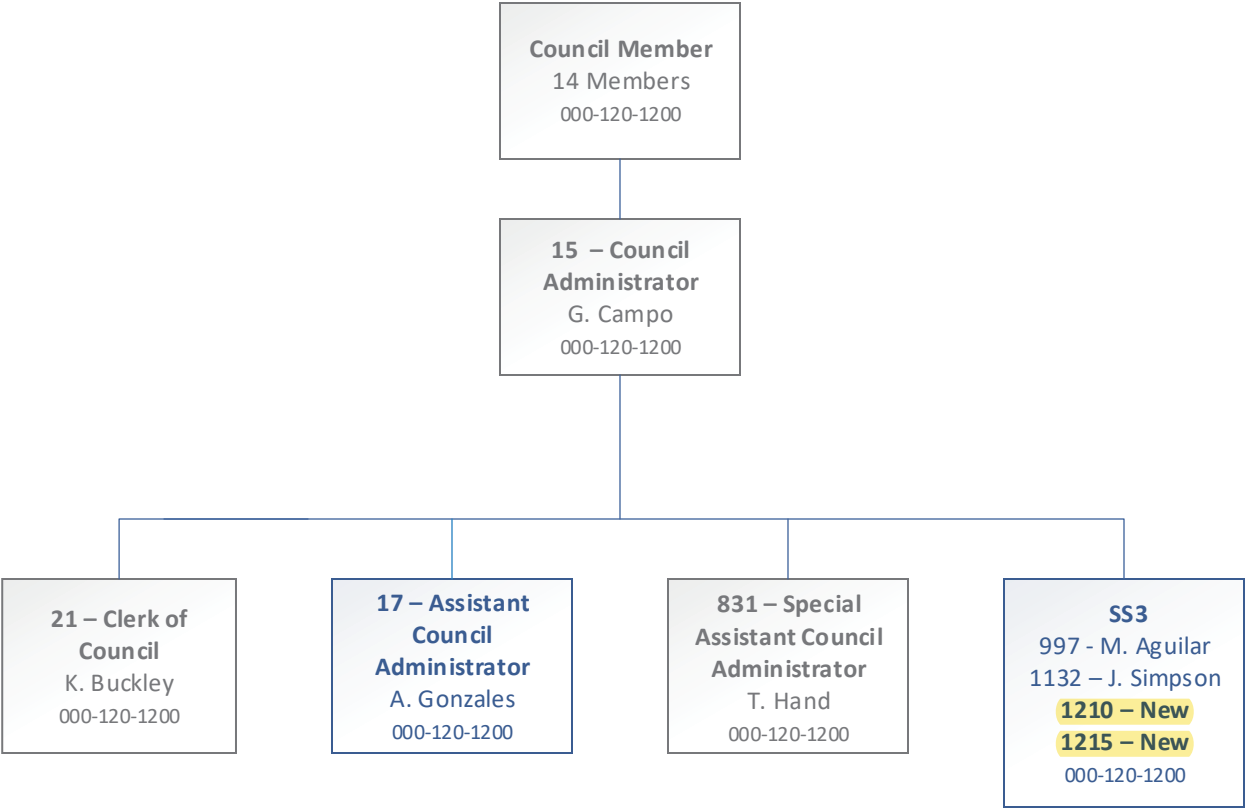 Council Member
14 Members
000-120-1200
15 – Council
Administrator
G. Campo
000-120-1200
21 – Clerk of
Council
K. Buckley
000-120-1200
17 – Assistant
Council
Administrator
A. Gonzales
000-120-1200
831 – Special
Assistant Council
Administrator
T. Hand
000-120-1200
SS3
997 - M. Aguilar
1132 – J. Simpson
1210 – New
1215 – New
000-120-1200